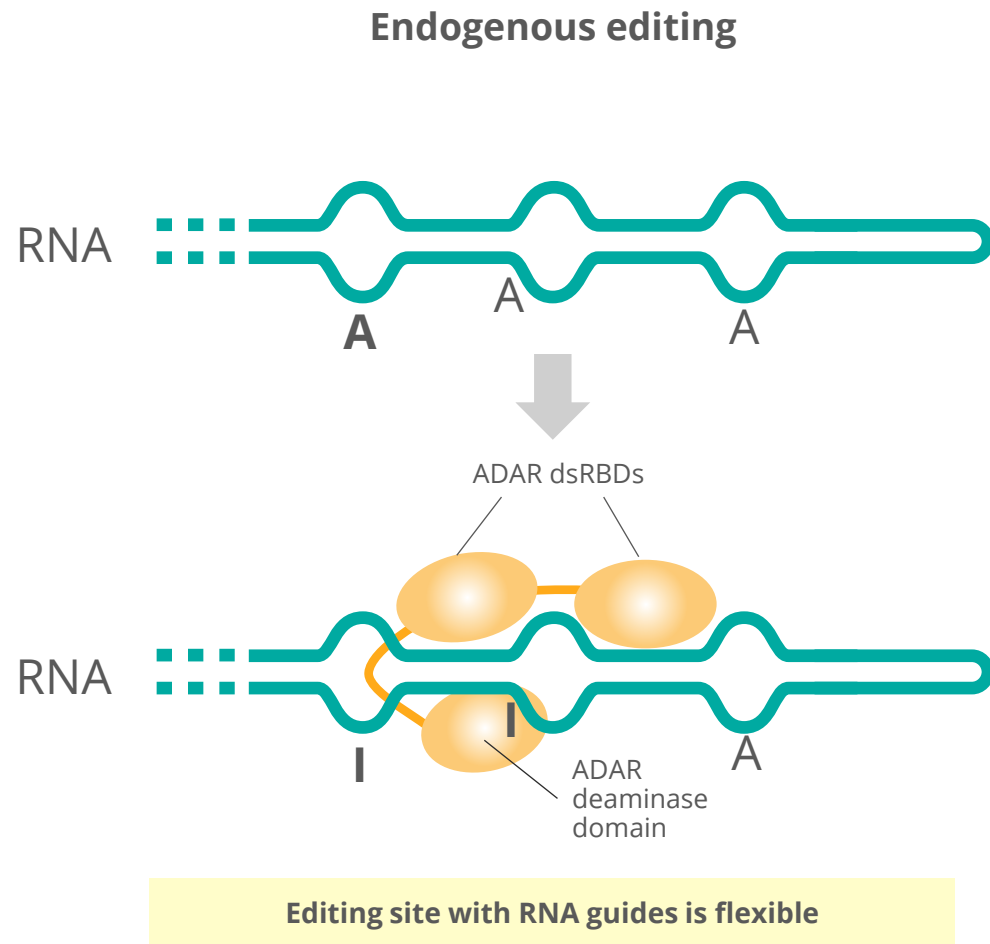 Endogenous editing
RNA
A
A
A
ADAR dsRBDs
RNA
I
I
A
ADAR
deaminase
domain
Editing site with RNA guides is flexible